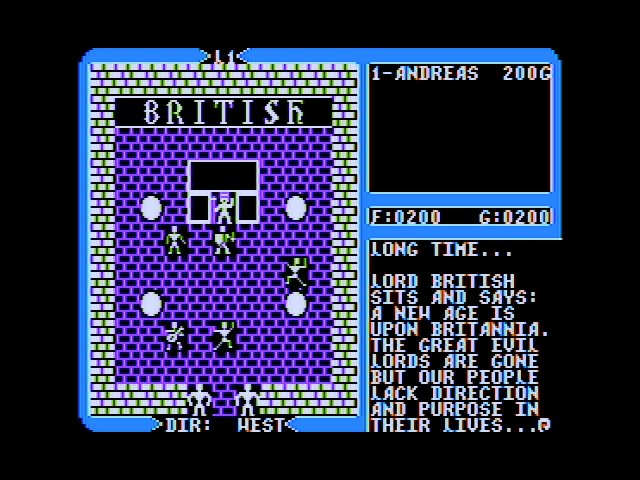 L1
BRITISH
1-ANDREAS 200G
F:0200 G:0200
LONG TIME...
LORD BRITISH
SITS AND SAYS:
A NEW AGE IS
UPON BRITANNIA.
THE GREAT EVIL
LORDS ARE GONE
BUT OUR PEOPLE
LACK DIRECTION
AND PURPOSE IN
THEIR LIVES...@
DIR: WEST